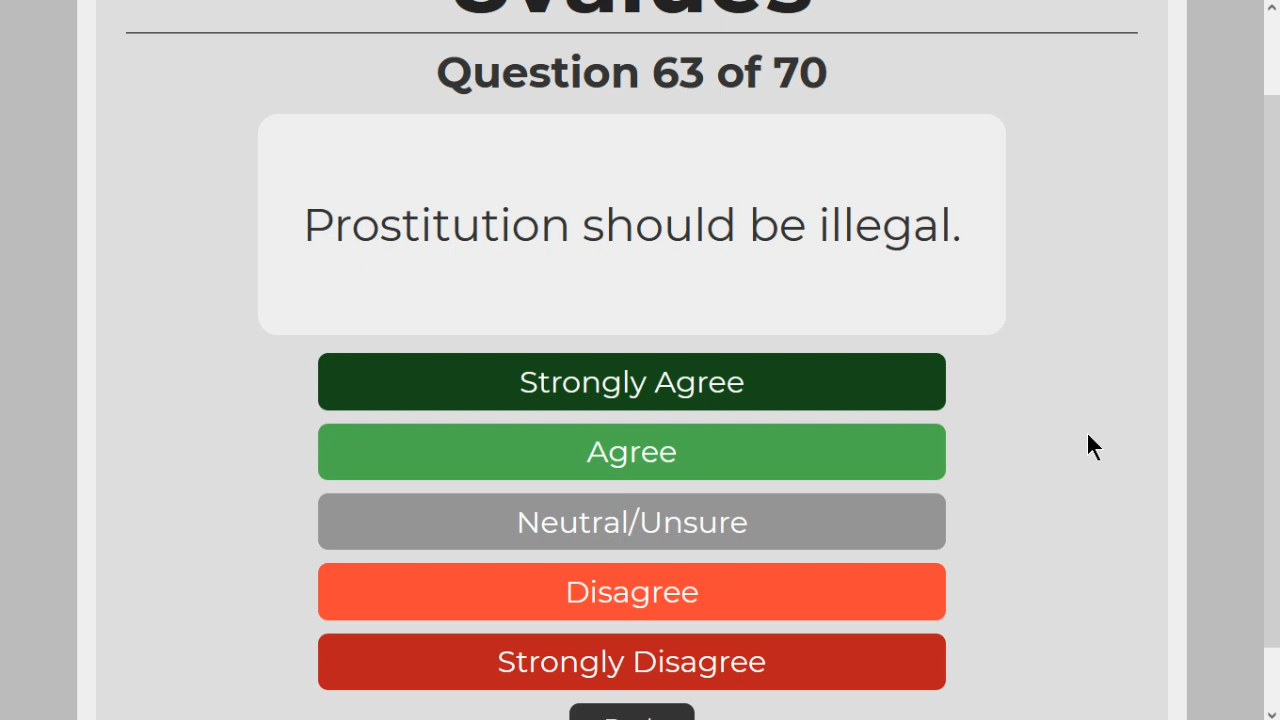 Question 63 of 70
Prostitution should be illegal.
Strongly Agree
Agree
Neutral/Unsure
Disagree
Strongly Disagree